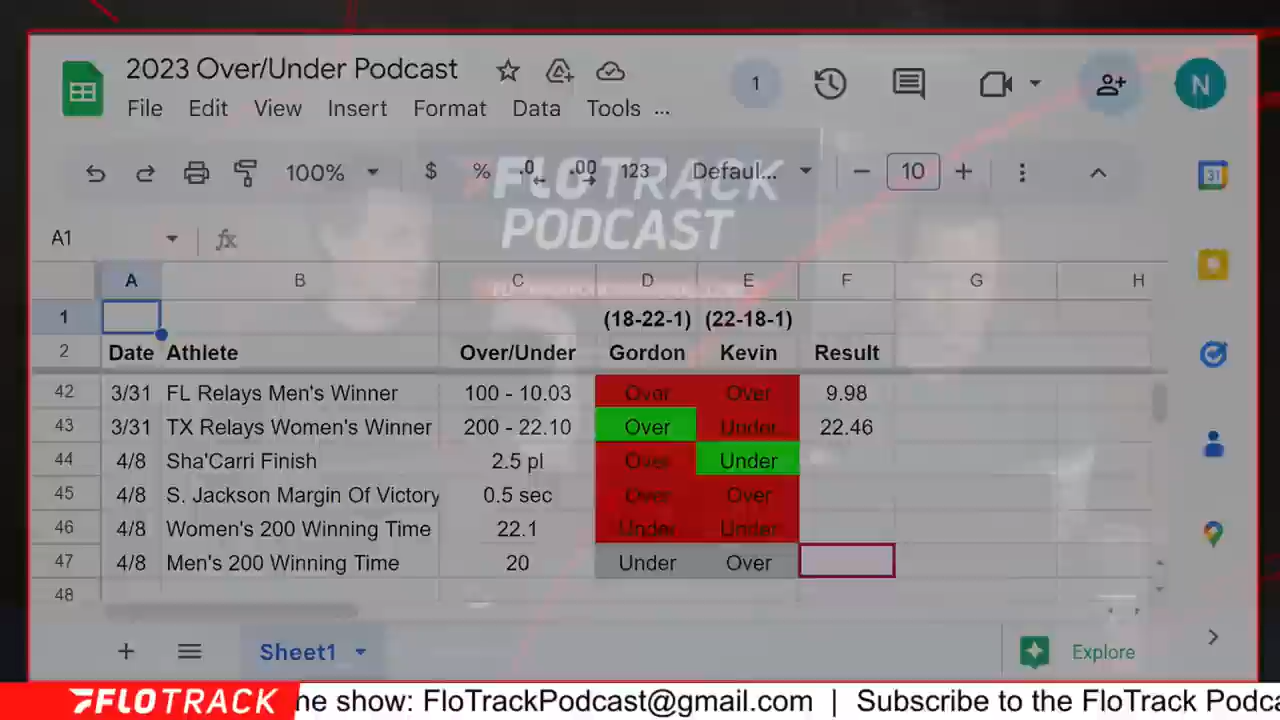 2023 Over/Under Podcast
1
N
File Edit View Insert Format Data Tools ...
100% $ % .0 .00 123 Defaul... 10
31
FLOTRACK
PODCAST
A1 fx
A B C D E F G H
1 (18-22-1) (22-18-1)
2 Date Athlete Over/Under Gordon Kevin Result
42 3/31 FL Relays Men's Winner 100 - 10.03 Over Over 9.98
43 3/31 TX Relays Women's Winner 200 - 22.10 Over Under 22.46
44 4/8 Sha'Carri Finish 2.5 pl Over Under
45 4/8 S. Jackson Margin Of Victory 0.5 sec Over Over
46 4/8 Women's 200 Winning Time 22.1 Under Under
47 4/8 Men's 200 Winning Time 20 Under Over
48
Sheet1 Explore
FLOTRACK ne show: FloTrackPodcast@gmail.com | Subscribe to the FloTrack Podca